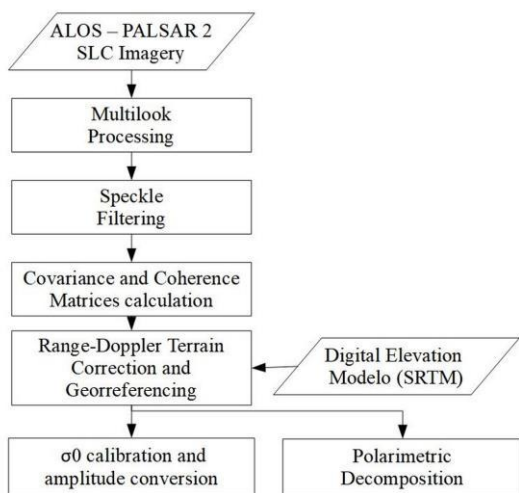 ALOS – PALSAR 2
SLC Imagery
Multilook
Processing
Speckle
Filtering
Covariance and Coherence
Matrices calculation
Range-Doppler Terrain
Correction and
Georreferencing
Digital Elevation
Modelo (SRTM)
σ0 calibration and
amplitude conversion
Polarimetric
Decomposition